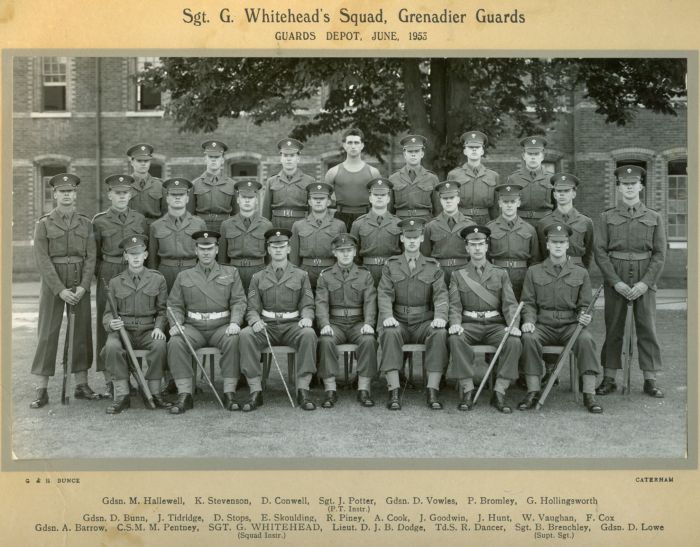 Sgt. G. Whitehead's Squad, Grenadier Guards
GUARDS DEPOT, JUNE, 1953
G & H BUNCE CATERHAM
Gdsn. M. Hallewell, K. Stevenson, D. Conwell, Sgt. J. Potter, Gdsn. D. Vowles, P. Bromley, G. Hollingsworth
(P.T. Instr.)
Gdsn. D. Bunn, J. Tidridge, D. Stops, E. Skoulding, R. Piney, A. Cook, J. Goodwin, J. Hunt, W. Vaughan, F. Cox
Gdsn. A. Barrow, C.S.M. M. Pentney, SGT. G. WHITEHEAD, Lieut. D. J. B. Dodge, Td.S. R. Dancer, Sgt. B. Brenchley, Gdsn. D. Lowe
(Squad Instr.) (Supt. Sgt.)